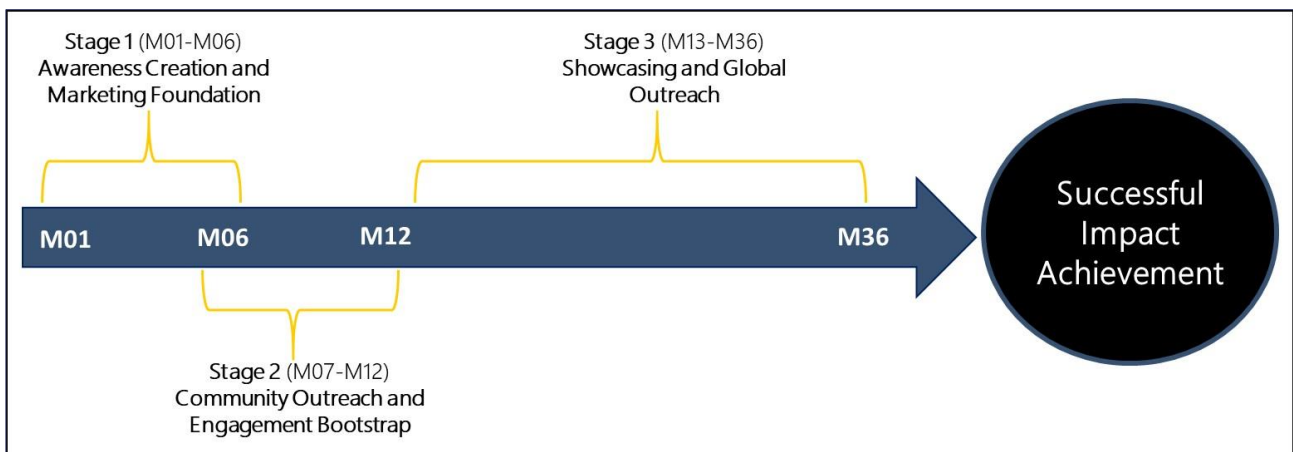 Stage 1 (M01-M06)
Awareness Creation and
Marketing Foundation
Stage 3 (M13-M36)
Showcasing and Global
Outreach
M01
M06
M12
M36
Successful
Impact
Achievement
Stage 2 (M07-M12)
Community Outreach and
Engagement Bootstrap